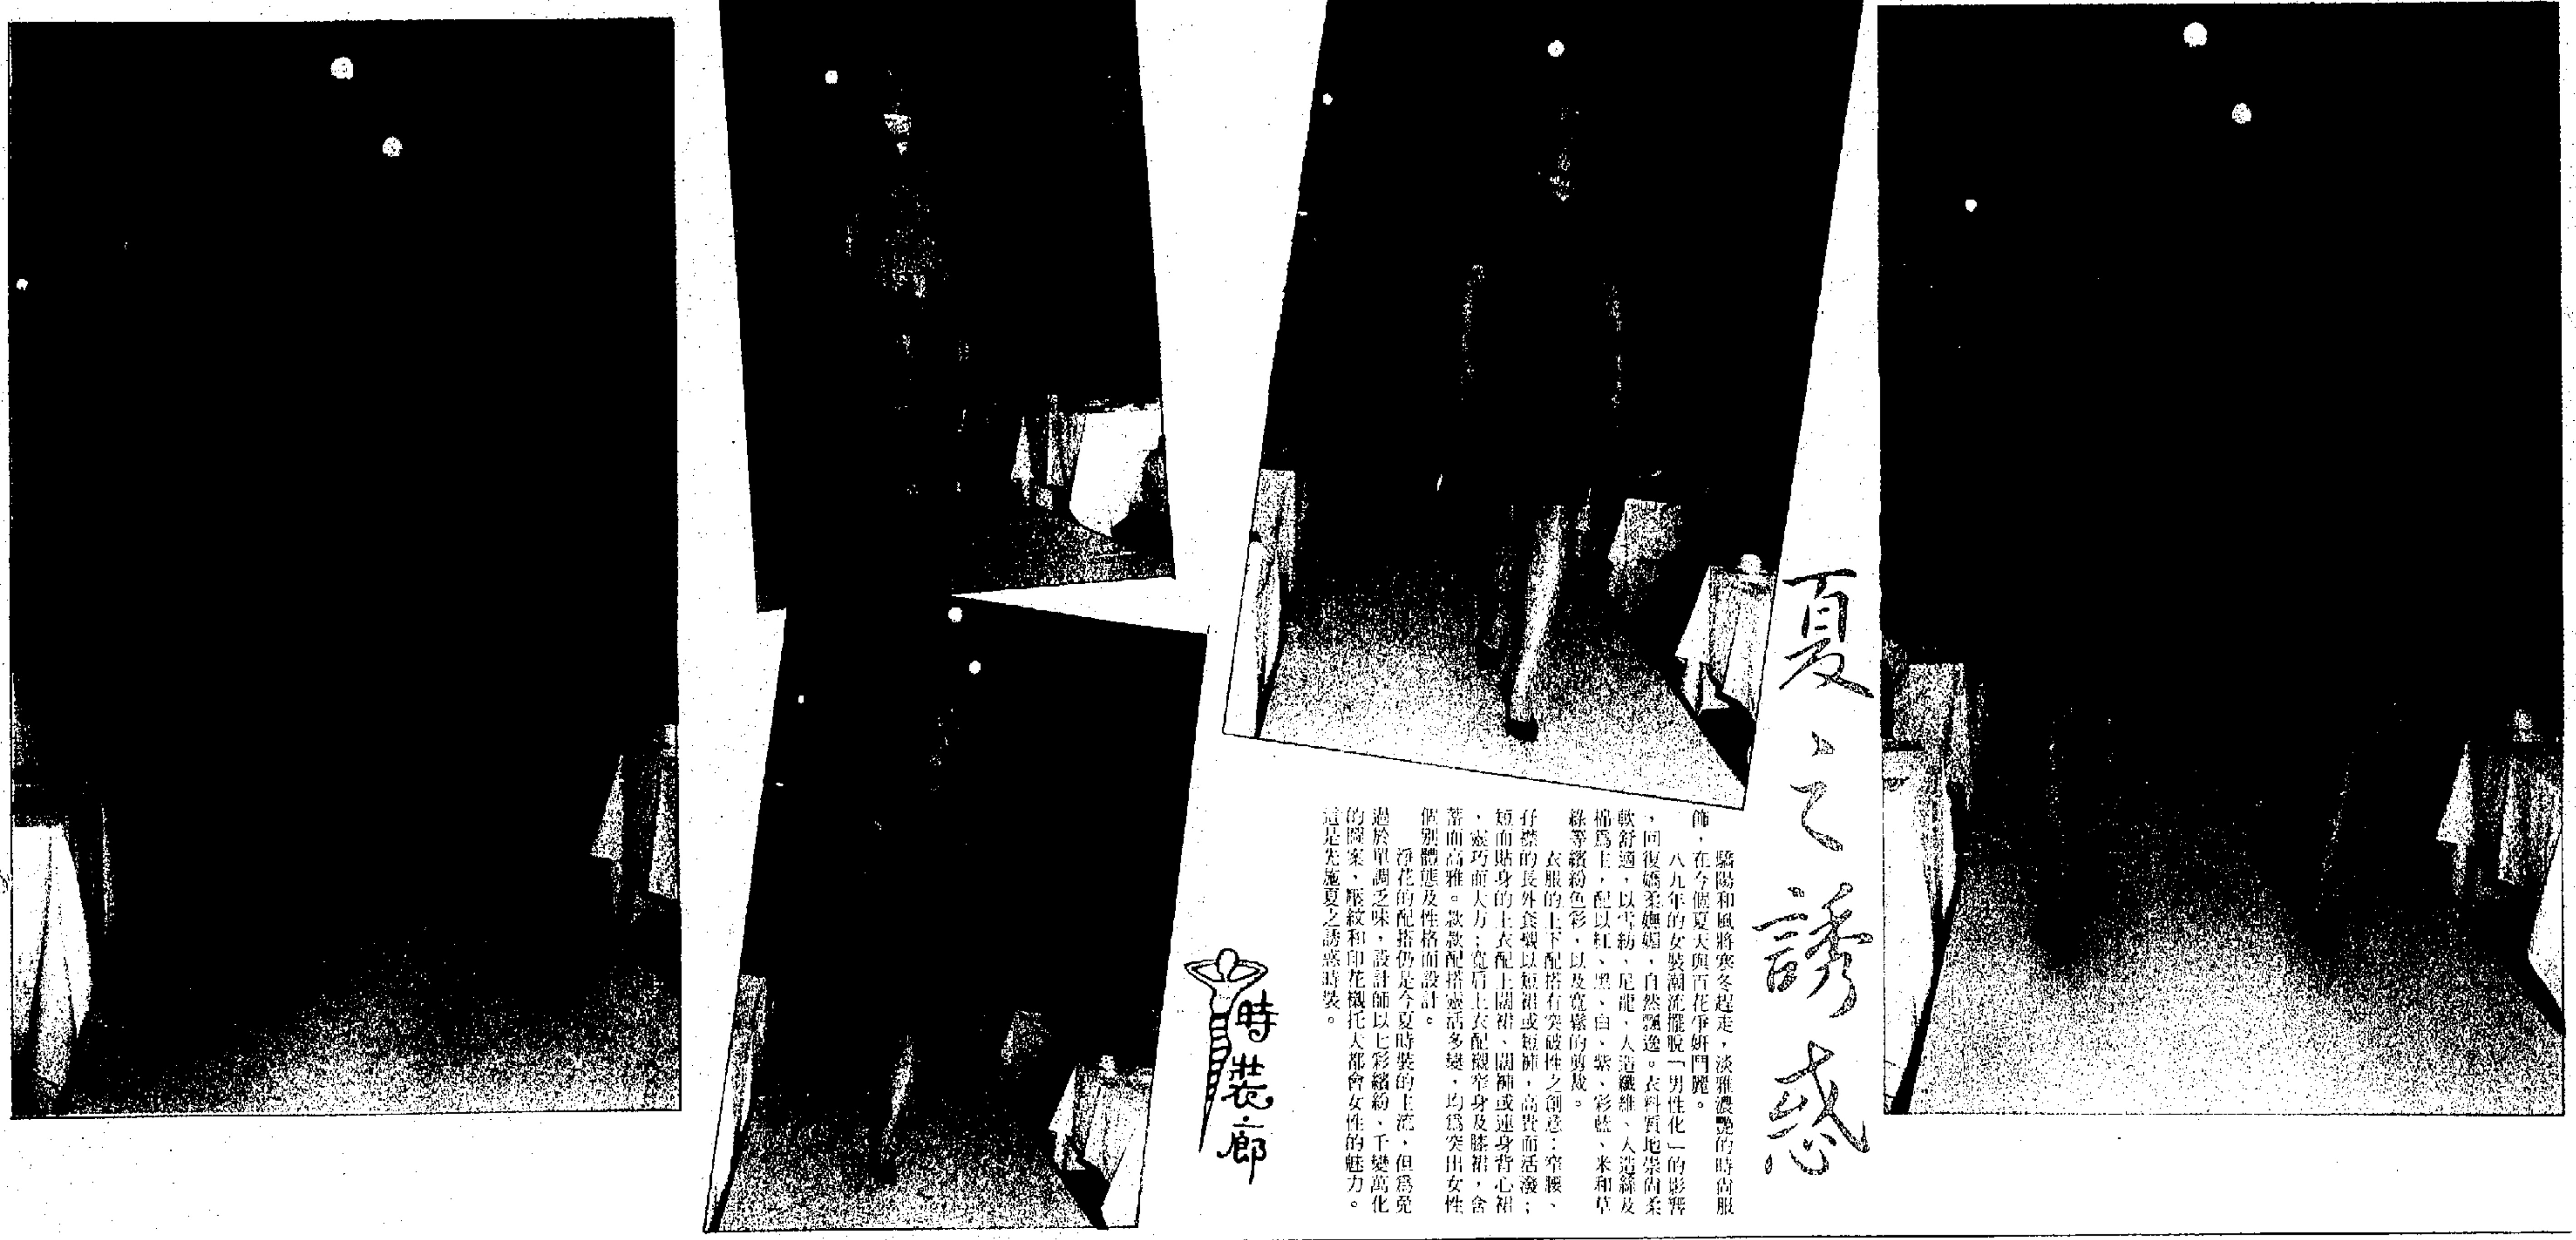 夏之誘惑
驕陽和風將寒冬趕走，淡雅濃艷的時尚服
飾，在今個夏天與百花爭妍鬥麗。
八九年的女裝潮流擺脫「男性化」的影響
，回復嬌柔嫵媚，自然飄逸。衣料質地崇尚柔
軟舒適，以雪紡、尼龍、人造纖維、人造絲及
棉爲主，配以紅、黑、白、紫、彩藍、米和草
綠等繽紛色彩，以及寬鬆的剪裁。
衣服的上下配搭有突破性之創意：窄腰、
孖襟的長外套襯以短裙或短褲，高貴而活潑；
短而貼身的上衣配上闊裙、闊褲或連身背心裙
，靈巧而大方；寬肩上衣配襯窄身及膝裙，含
蓄而高雅。款款配搭靈活多變，均爲突出女性
個別體態及性格而設計。
淨花的配搭仍是今夏時裝的主流，但爲免
過於單調乏味，設計師以七彩繽紛、千變萬化
的圖案、壓紋和印花襯托大都會女性的魅力。
這是先施夏之誘惑時裝。
時裝廊